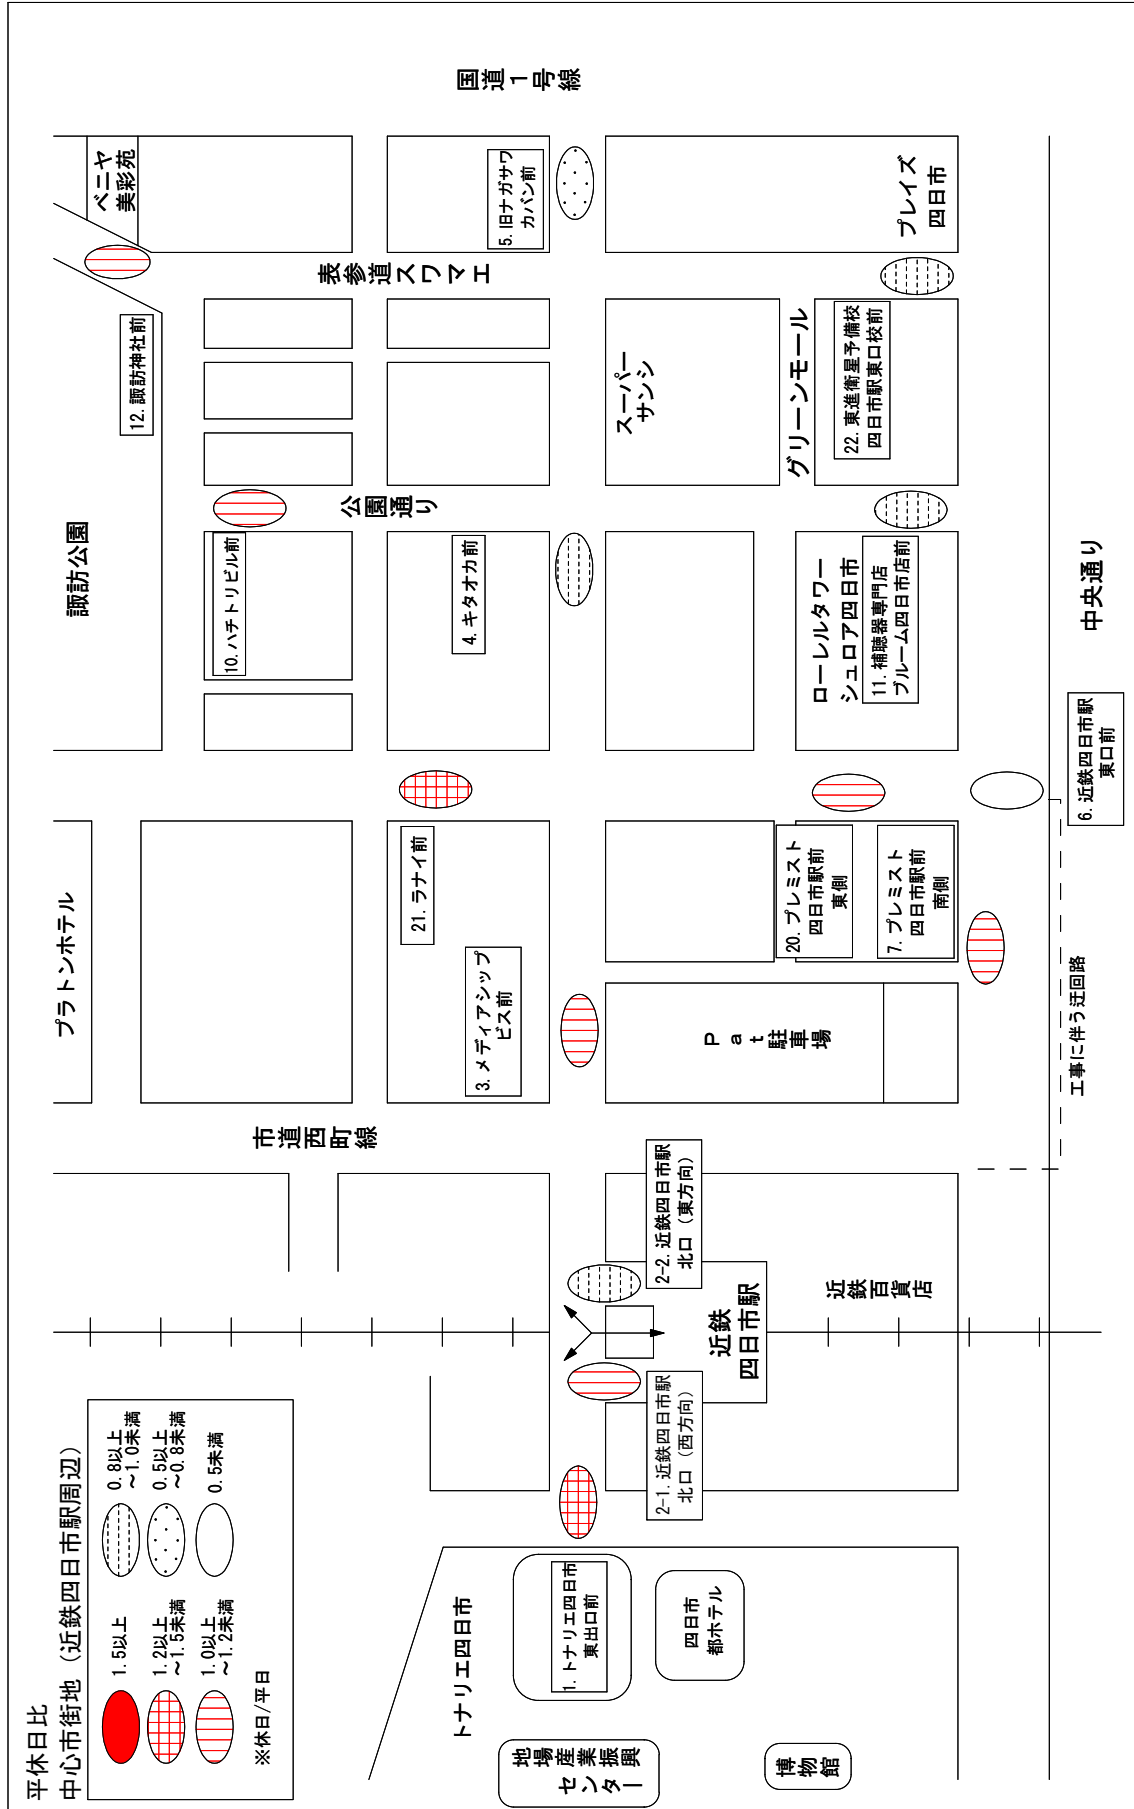 平休日比
中心市街地（近鉄四日市駅周辺）
1.5以上
1.2以上
～1.5未満
1.0以上
～1.2未満
0.8以上
～1.0未満
0.5以上
～0.8未満
0.5未満
※休日/平日
プラトンホテル
諏訪公園
12.諏訪神社前
ベニヤ
美彩苑
国道1号線
市道西町線
10.ハチトリビル前
公園通り
表参道スワマエ
21.ラナイ前
4.キタオカ前
5.旧ナガサワ
カバン前
3.メディアシップ
ビス前
トナリエ四日市
1.トナリエ四日市
東出口前
地場産業振興
センター
四日市
都ホテル
博物館
2-1.近鉄四日市駅
北口（西方向）
2-2.近鉄四日市駅
北口（東方向）
近鉄
四日市駅
近鉄百貨店
Pat
駐車場
20.プレミスト
四日市駅前
東側
7.プレミスト
四日市駅前
南側
ローレルタワー
シュロア四日市
11.補聴器専門店
ブルーム四日市店前
スーパー
サンシ
グリーンモール
22.東進衛星予備校
四日市駅東口校前
プレイズ
四日市
工事に伴う迂回路
6.近鉄四日市駅
東口前
中央通り